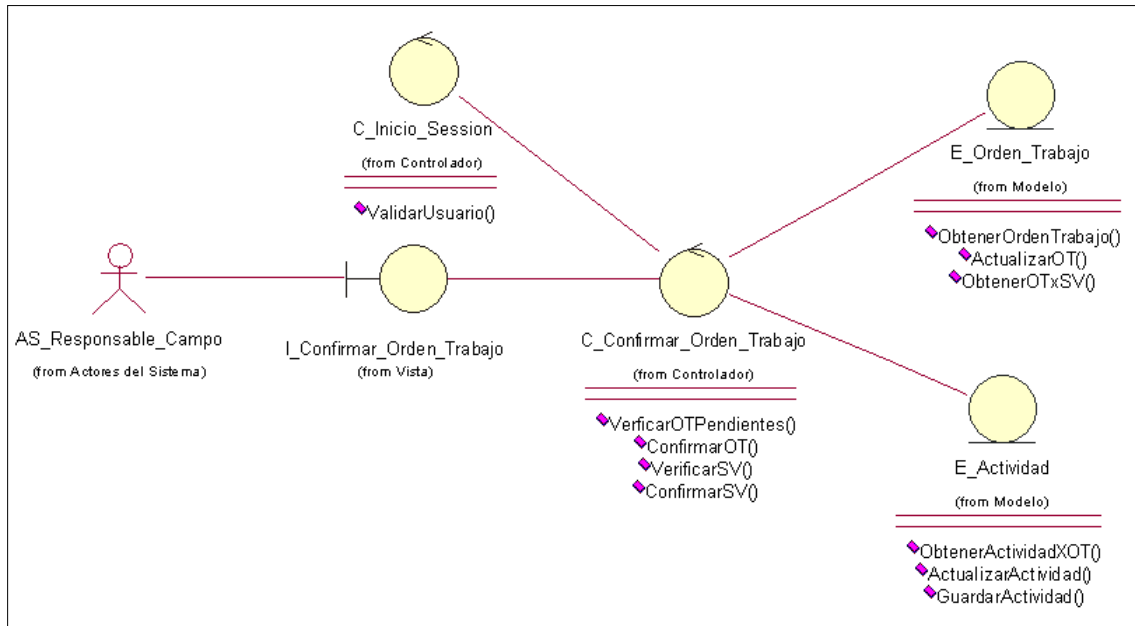 C_Inicio_Session
(from Controlador)
ValidarUsuario()
E_Orden_Trabajo
(from Modelo)
ObtenerOrdenTrabajo()
ActualizarOT()
ObtenerOTxSV()
AS_Responsable_Campo
(from Actores del Sistema)
I_Confirmar_Orden_Trabajo
(from Vista)
C_Confirmar_Orden_Trabajo
(from Controlador)
VerficarOTPendientes()
ConfirmarOT()
VerificarSV()
ConfirmarSV()
E_Actividad
(from Modelo)
ObtenerActividadXOT()
ActualizarActividad()
GuardarActividad()